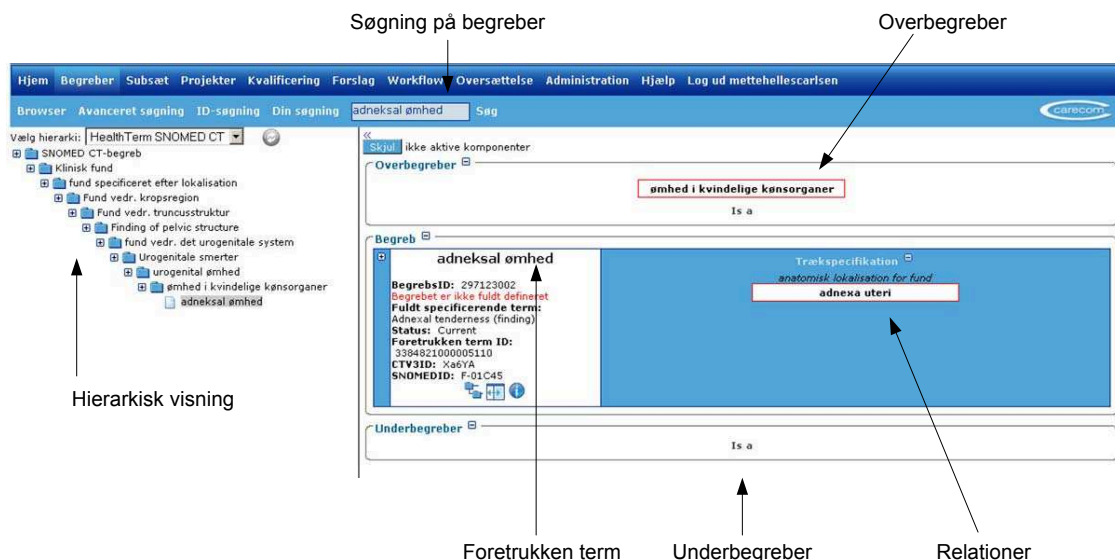 Søgning på begreber
Overbegreber
Hjem Begreber Subsæt Projekter Kvalificering Forslag Workflow Oversættelse Administration Hjælp Log ud mettehellescarlsen
Browser Avanceret søgning ID-søgning Din søgning adneksal ømhed Søg
carecom
Vælg hierarki: HealthTerm SNOMED CT
SNOMED CT-begreb
Klinisk fund
fund specificeret efter lokalisation
Fund vedr. kropsregion
Fund vedr. truncusstruktur
Finding of pelvic structure
fund vedr. det urogenitale system
Urogenitale smerter
urogenital ømhed
ømhed i kvindelige kønsorganer
adneksal ømhed
Hierarkisk visning
«
Skjul ikke aktive komponenter
Overbegreber
ømhed i kvindelige kønsorganer
Is a
Begreb
adneksal ømhed
BegrebsID: 297123002
Begrebet er ikke fuldt defineret
Fuldt specificerende term:
Adnexal tenderness (finding)
Status: Current
Foretrukken term ID:
3384821000005110
CTV3ID: Xa6YA
SNOMEDID: F-01C45
Trækspecifikation
anatomisk lokalisation for fund
adnexa uteri
Underbegreber
Is a
Foretrukken term
Underbegreber
Relationer